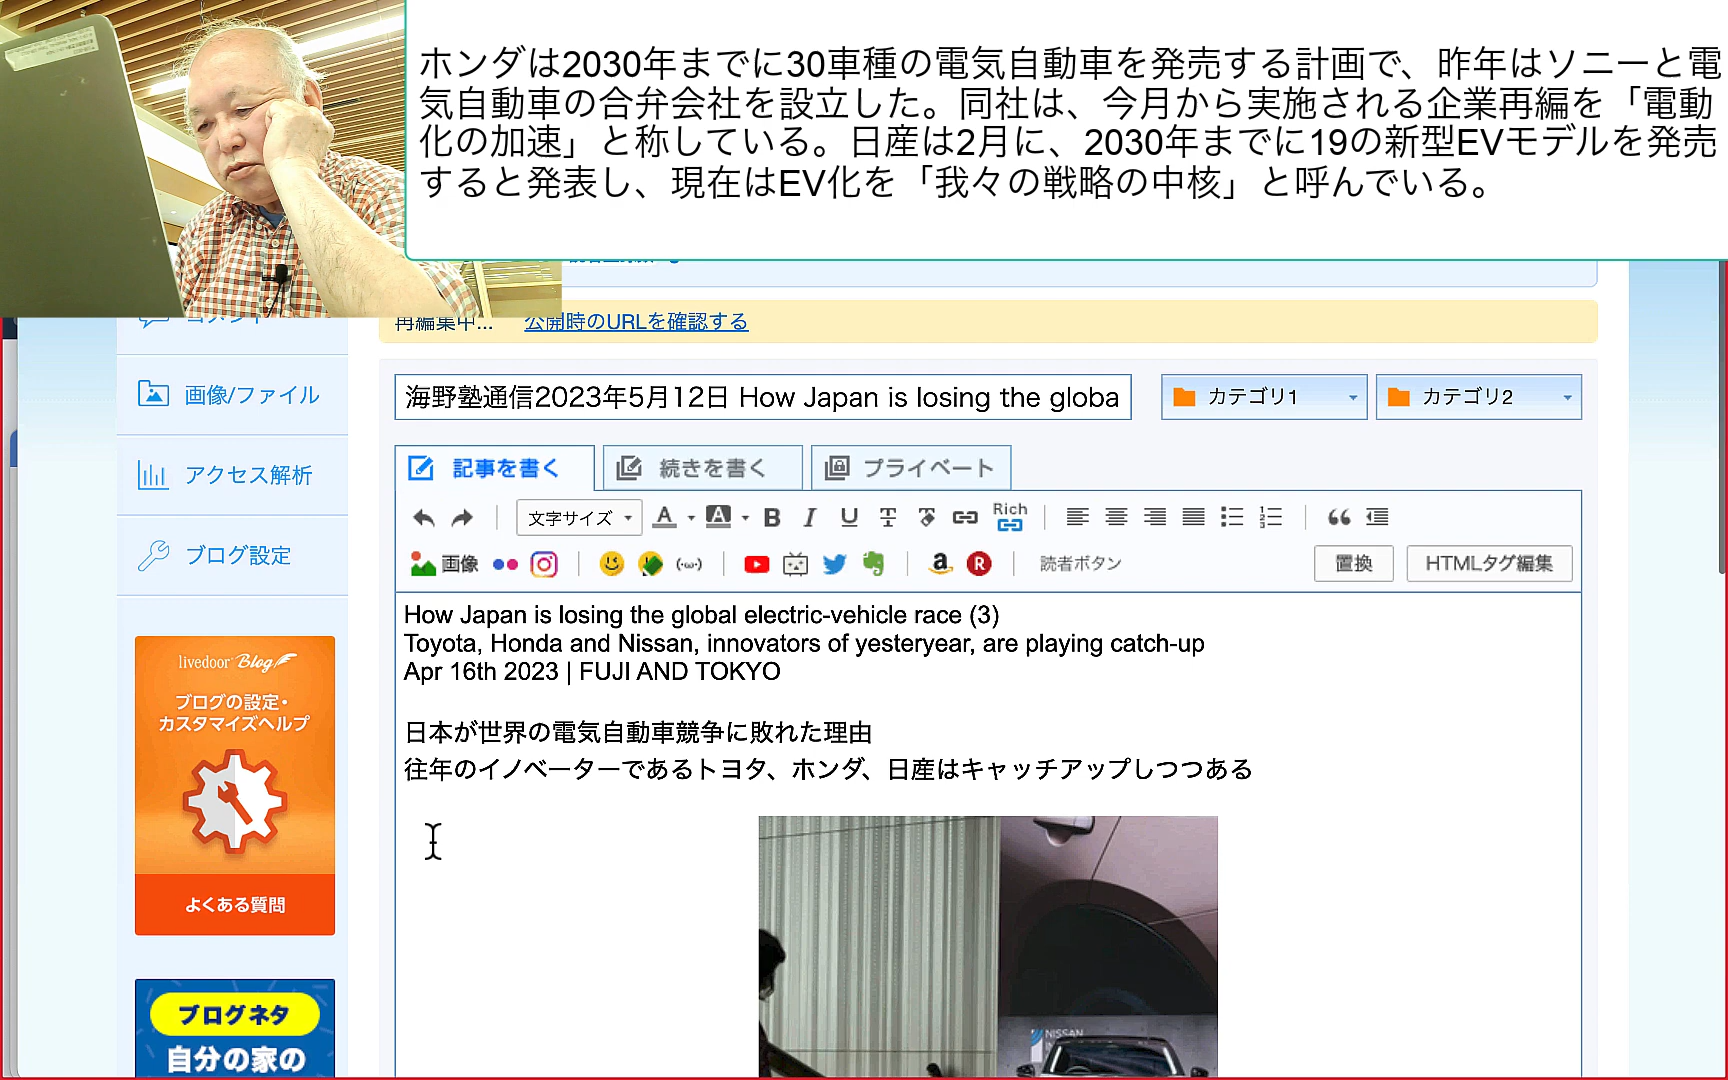 ホンダは2030年までに30車種の電気自動車を発売する計画で、昨年はソニーと電
気自動車の合弁会社を設立した。同社は、今月から実施される企業再編を「電動
化の加速」と称している。日産は2月に、2030年までに19の新型EVモデルを発売
すると発表し、現在はEV化を「我々の戦略の中核」と呼んでいる。
コメント
再編集中... 公開時のURLを確認する
画像/ファイル
アクセス解析
ブログ設定
海野塾通信2023年5月12日 How Japan is losing the globa
カテゴリ1
カテゴリ2
記事を書く
続きを書く
プライベート
文字サイズ
Rich
画像
読者ボタン
置換
HTMLタグ編集
How Japan is losing the global electric-vehicle race (3)
Toyota, Honda and Nissan, innovators of yesteryear, are playing catch-up
Apr 16th 2023 | FUJI AND TOKYO
日本が世界の電気自動車競争に敗れた理由
往年のイノベーターであるトヨタ、ホンダ、日産はキャッチアップしつつある
NISSAN
livedoor Blog
ブログの設定・
カスタマイズヘルプ
よくある質問
ブログネタ
自分の家の